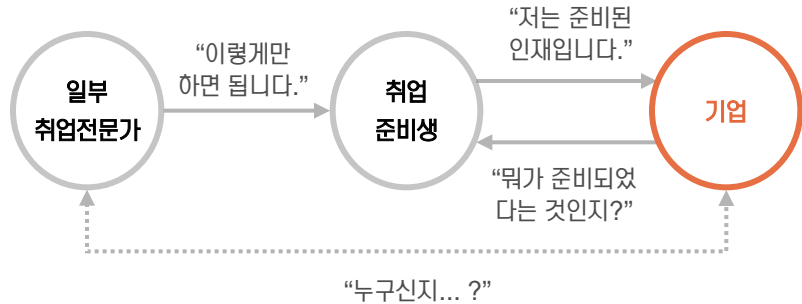 “저는 준비된
인재입니다.”
“이렇게만
하면 됩니다.”
일부
취업전문가
취업
준비생
기업
“뭐가 준비되었
다는 것인지?”
“누구신지... ?”